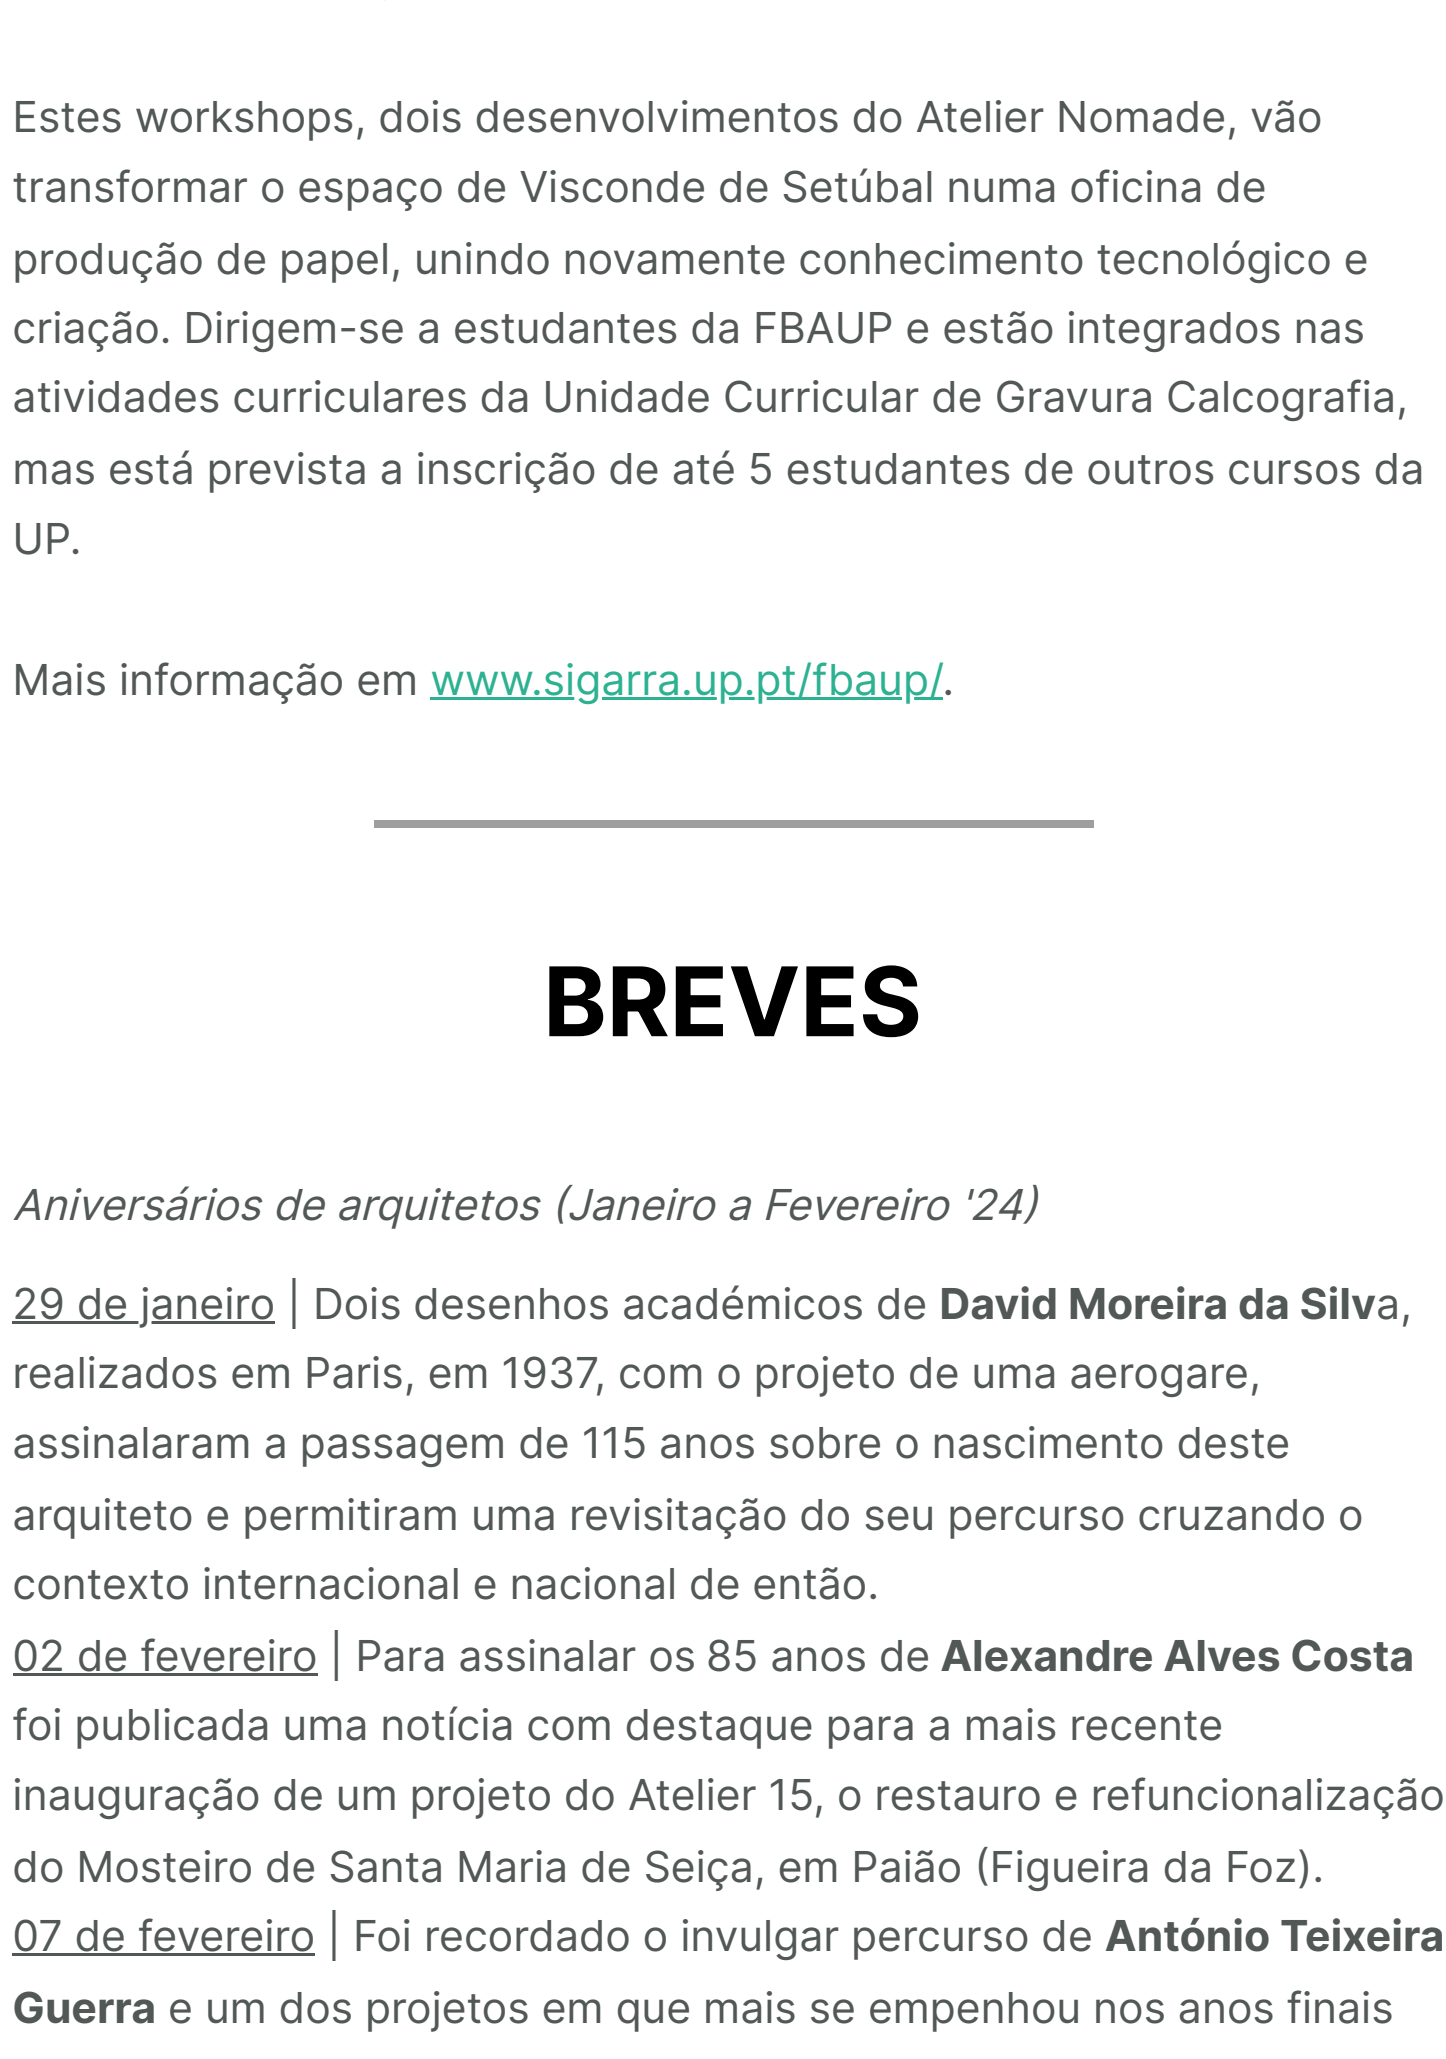 Estes workshops, dois desenvolvimentos do Atelier Nomade, vão
transformar o espaço de Visconde de Setúbal numa oficina de
produção de papel, unindo novamente conhecimento tecnológico e
criação. Dirigem-se a estudantes da FBAUP e estão integrados nas
atividades curriculares da Unidade Curricular de Gravura Calcografia,
mas está prevista a inscrição de até 5 estudantes de outros cursos da
UP.
Mais informação em www.sigarra.up.pt/fbaup/.
BREVES
Aniversários de arquitetos (Janeiro a Fevereiro '24)
29 de janeiro | Dois desenhos académicos de David Moreira da Silva,
realizados em Paris, em 1937, com o projeto de uma aerogare,
assinalaram a passagem de 115 anos sobre o nascimento deste
arquiteto e permitiram uma revisitação do seu percurso cruzando o
contexto internacional e nacional de então.
02 de fevereiro | Para assinalar os 85 anos de Alexandre Alves Costa
foi publicada uma notícia com destaque para a mais recente
inauguração de um projeto do Atelier 15, o restauro e refuncionalização
do Mosteiro de Santa Maria de Seiça, em Paião (Figueira da Foz).
07 de fevereiro | Foi recordado o invulgar percurso de António Teixeira
Guerra e um dos projetos em que mais se empenhou nos anos finais